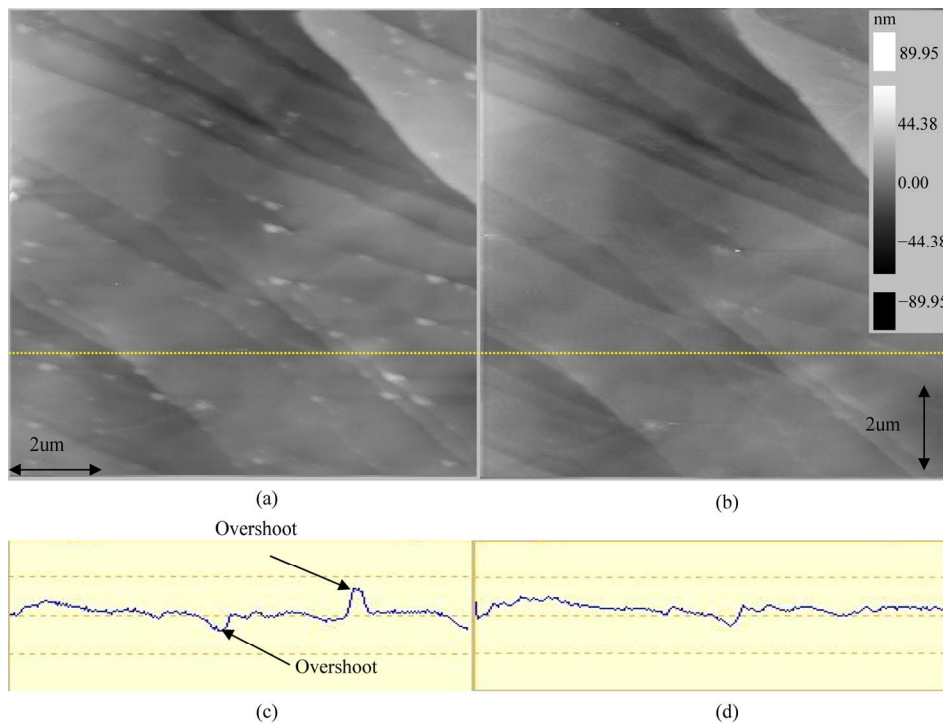 nm
89.95
44.38
0.00
−44.38
−89.95
2um
2um
(a)
(b)
Overshoot
Overshoot
(c)
(d)